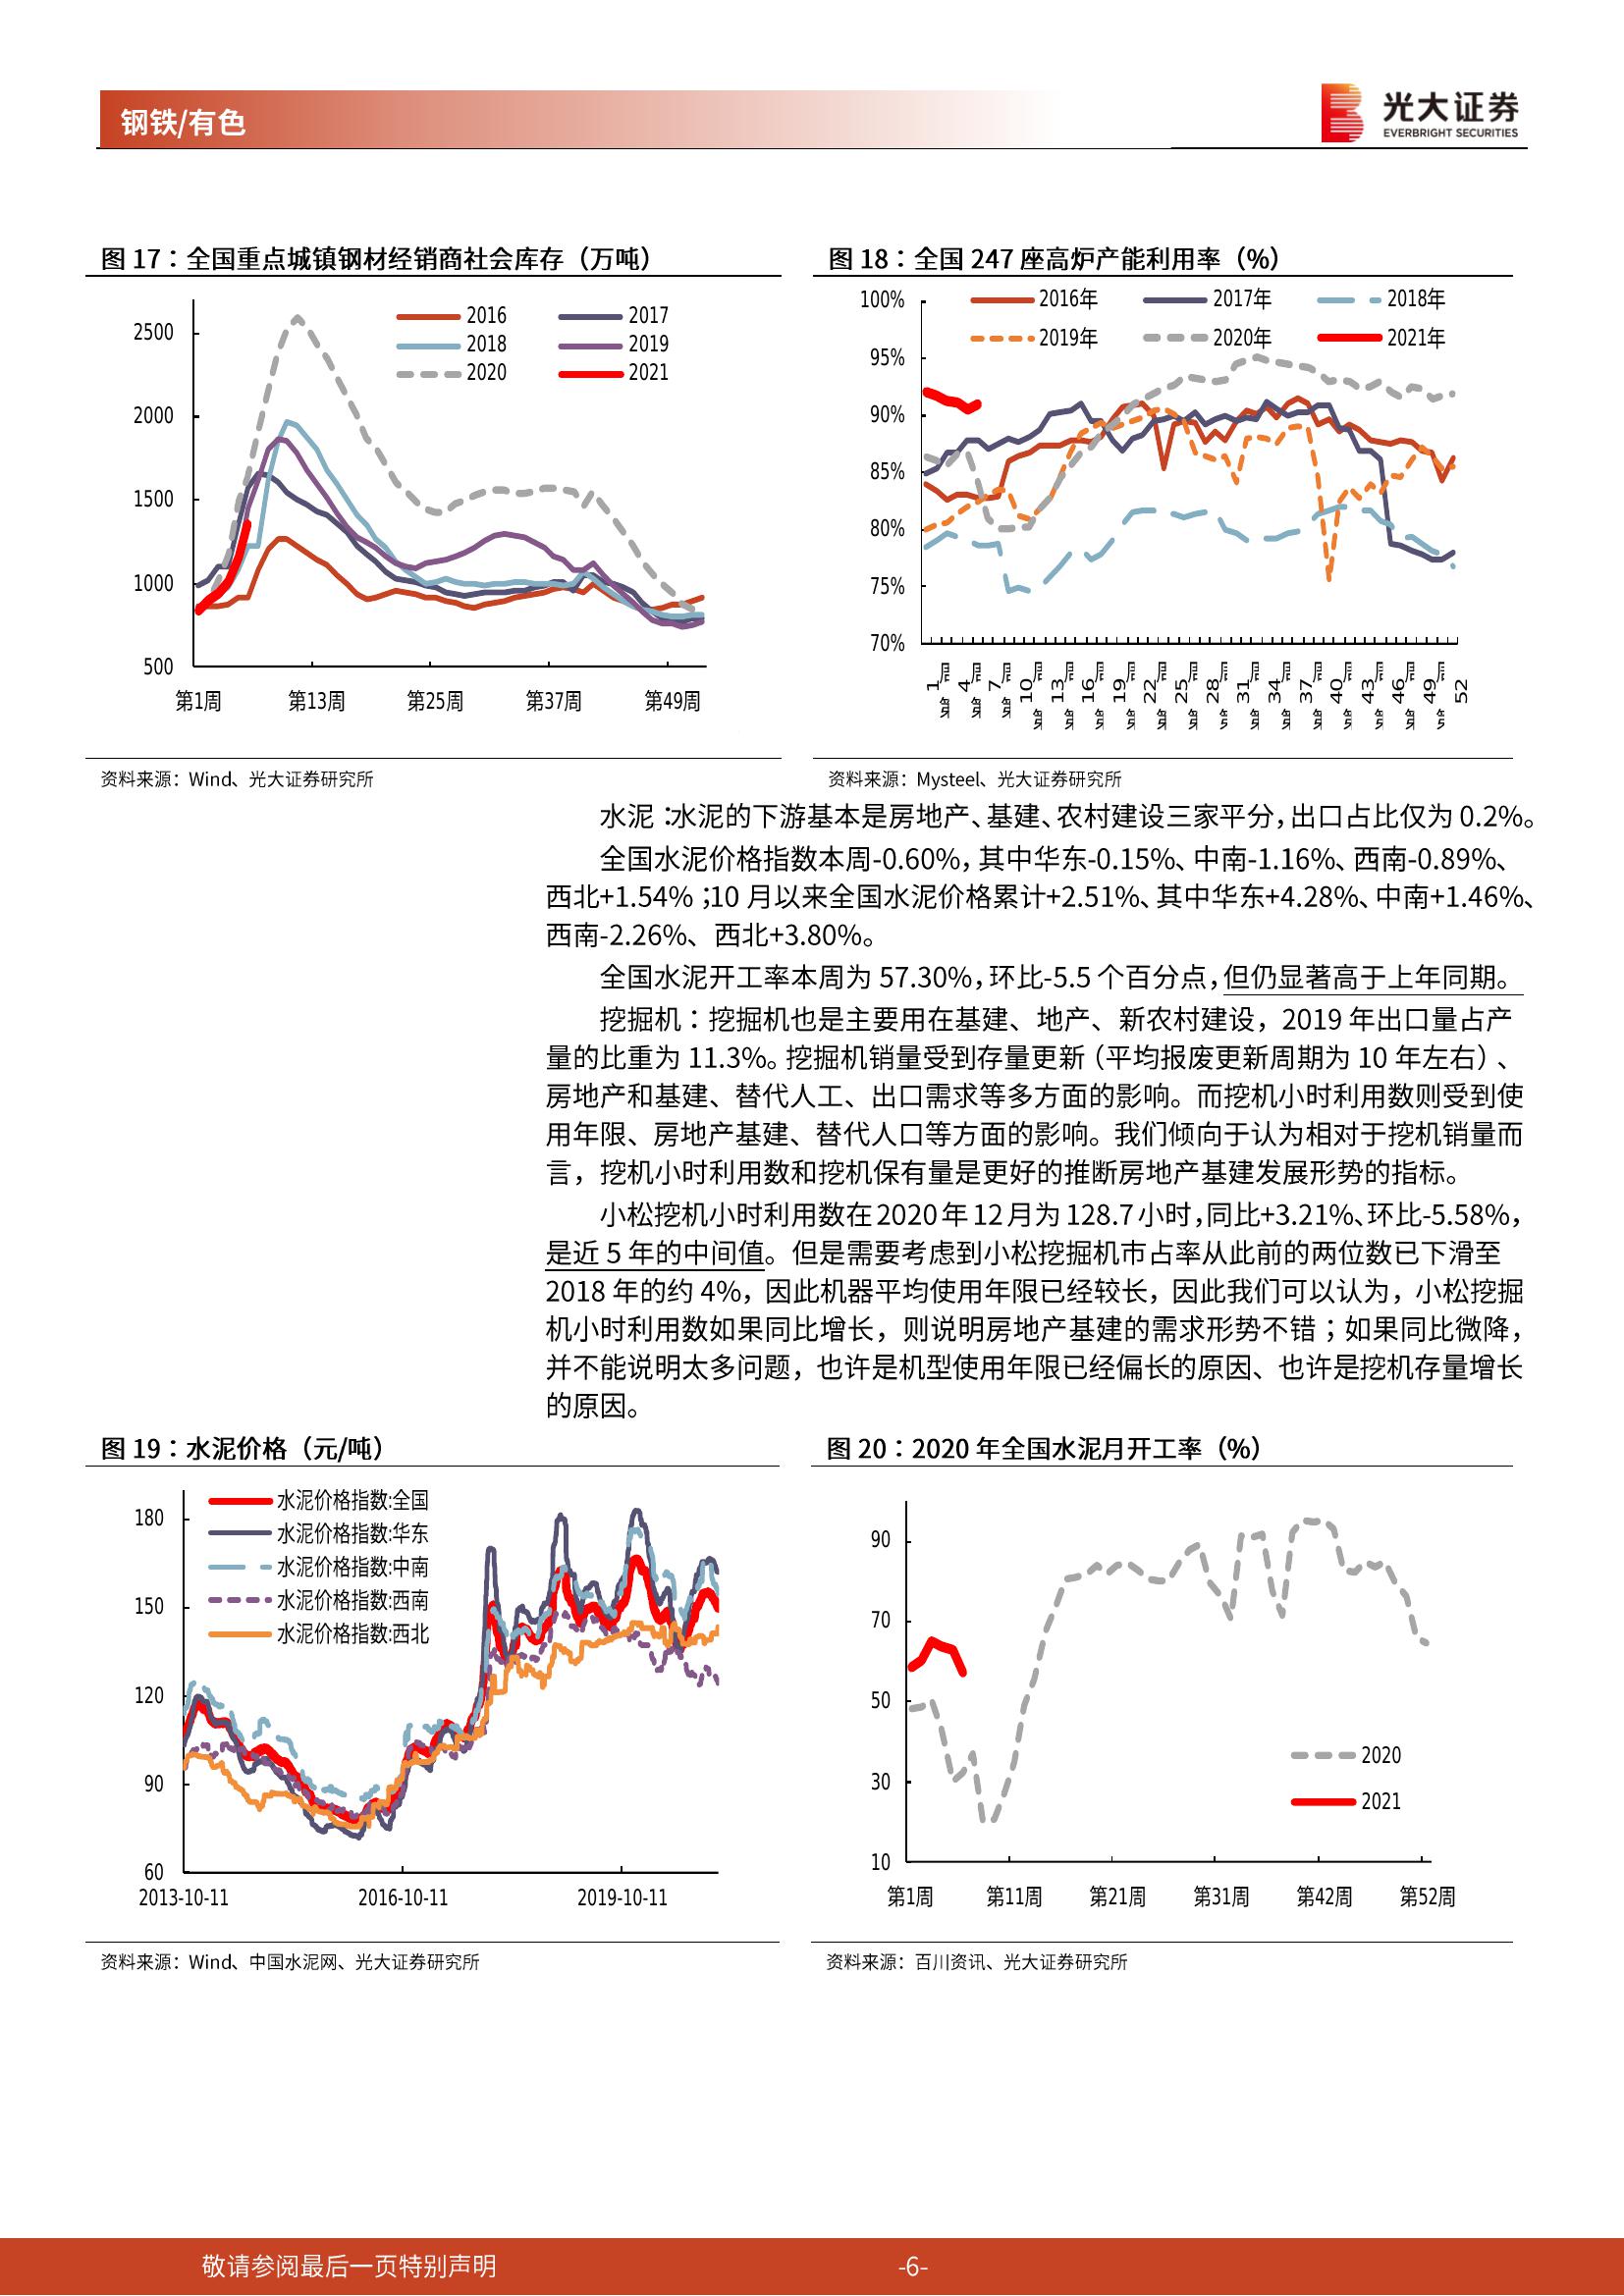 钢铁/有色
光大证券
EVERBRIGHT SECURITIES
图 17：全国重点城镇钢材经销商社会库存（万吨）
2500
2000
1500
1000
500
2016
2017
2018
2019
2020
2021
第1周
第13周
第25周
第37周
第49周
资料来源：Wind、光大证券研究所
图 18：全国 247 座高炉产能利用率（%）
100%
95%
90%
85%
80%
75%
70%
2016年
2017年
2018年
2019年
2020年
2021年
1周
4周
7周
10周
13周
16周
19周
22周
25周
28周
31周
34周
37周
40周
43周
46周
49周
52
资料来源：Mysteel、光大证券研究所
水泥：水泥的下游基本是房地产、基建、农村建设三家平分，出口占比仅为 0.2%。
全国水泥价格指数本周-0.60%，其中华东-0.15%、中南-1.16%、西南-0.89%、
西北+1.54%；10 月以来全国水泥价格累计+2.51%、其中华东+4.28%、中南+1.46%、
西南-2.26%、西北+3.80%。
全国水泥开工率本周为 57.30%，环比-5.5 个百分点，但仍显著高于上年同期。
挖掘机：挖掘机也是主要用在基建、地产、新农村建设，2019 年出口量占产
量的比重为 11.3%。挖掘机销量受到存量更新（平均报废更新周期为 10 年左右）、
房地产和基建、替代人工、出口需求等多方面的影响。而挖机小时利用数则受到使
用年限、房地产基建、替代人口等方面的影响。我们倾向于认为相对于挖机销量而
言，挖机小时利用数和挖机保有量是更好的推断房地产基建发展形势的指标。
小松挖机小时利用数在 2020 年 12 月为 128.7 小时，同比+3.21%、环比-5.58%，
是近 5 年的中间值。但是需要考虑到小松挖掘机市占率从此前的两位数已下滑至
2018 年的约 4%，因此机器平均使用年限已经较长，因此我们可以认为，小松挖掘
机小时利用数如果同比增长，则说明房地产基建的需求形势不错；如果同比微降，
并不能说明太多问题，也许是机型使用年限已经偏长的原因、也许是挖机存量增长
的原因。
图 19：水泥价格（元/吨）
180
150
120
90
60
水泥价格指数:全国
水泥价格指数:华东
水泥价格指数:中南
水泥价格指数:西南
水泥价格指数:西北
2013-10-11
2016-10-11
2019-10-11
资料来源：Wind、中国水泥网、光大证券研究所
图 20：2020 年全国水泥月开工率（%）
90
70
50
30
10
2020
2021
第1周
第11周
第21周
第31周
第42周
第52周
资料来源：百川资讯、光大证券研究所
敬请参阅最后一页特别声明
-6-